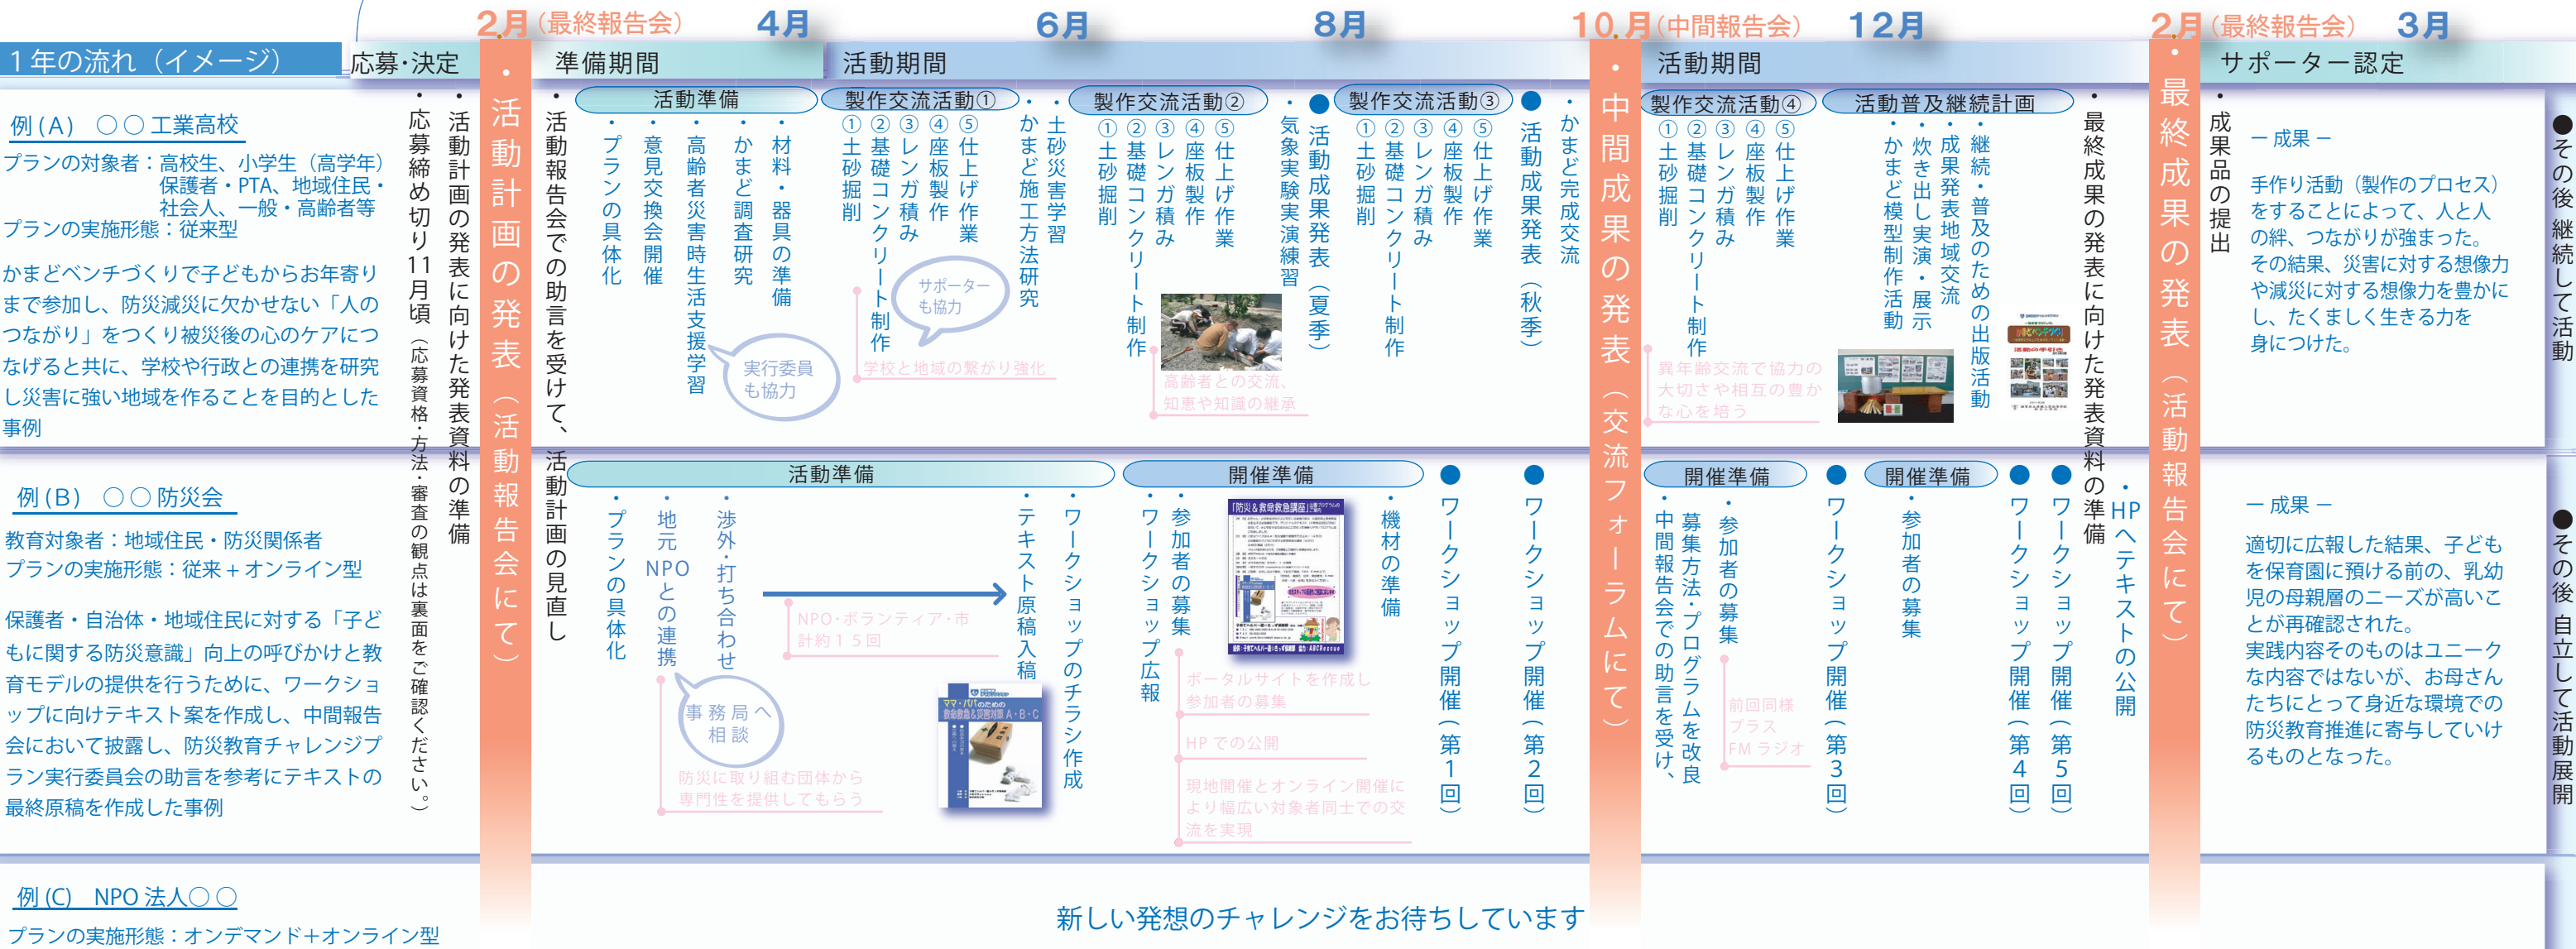 2月(最終報告会)
4月
6月
8月
10月(中間報告会)
12月
2月(最終報告会)
3月
1年の流れ(イメージ)
応募・決定
準備期間
活動期間
活動期間
サポーター認定
・応募締め切り11月頃(応募資格・方法・審査の観点は裏面をご確認ください。)
・活動計画の発表に向けた発表資料の準備
・活動計画の発表(活動報告会にて)
・活動報告会での助言を受けて、活動計画の見直し
例(A) ○○工業高校
プランの対象者：高校生、小学生（高学年）
保護者・PTA、地域住民・
社会人、一般・高齢者等
プランの実施形態：従来型
かまどベンチづくりで子どもからお年寄り
まで参加し、防災減災に欠かせない「人の
つながり」をつくり被災後の心のケアにつ
なげると共に、学校や行政との連携を研究
し災害に強い地域を作ることを目的とした
事例
活動準備
・プランの具体化
・意見交換会開催
・高齢者災害時生活支援学習
・かまど調査研究
・材料・器具の準備
実行委員
も協力
製作交流活動①
①土砂掘削
②基礎コンクリート制作
③レンガ積み
④座板製作
⑤仕上げ作業
サポーター
も協力
学校と地域の繋がり強化
・かまど施工方法研究
・土砂災害学習
製作交流活動②
①土砂掘削
②基礎コンクリート制作
③レンガ積み
④座板製作
⑤仕上げ作業
高齢者との交流、
知恵や知識の継承
・気象実験実演練習
●活動成果発表(夏季)
製作交流活動③
①土砂掘削
②基礎コンクリート制作
③レンガ積み
④座板製作
⑤仕上げ作業
●活動成果発表(秋季)
・かまど完成交流
・中間成果の発表(交流フォーラムにて)
製作交流活動④
①土砂掘削
②基礎コンクリート制作
③レンガ積み
④座板製作
⑤仕上げ作業
異年齢交流で協力の
大切さや相互の豊か
な心を培う
活動普及継続計画
・かまど模型制作活動
・炊き出し実演・展示
・成果発表地域交流
・継続・普及のための出版活動
かまどベンチづくり
活動の手引き
・最終成果の発表に向けた発表資料の準備
・最終成果の発表(活動報告会にて)
・成果品の提出
－ 成果 －
手作り活動（製作のプロセス）
をすることによって、人と人
の絆、つながりが強まった。
その結果、災害に対する想像力
や減災に対する想像力を豊かに
し、たくましく生きる力を
身につけた。
●その後 継続して活動
例(B) ○○防災会
教育対象者：地域住民・防災関係者
プランの実施形態：従来+オンライン型
保護者・自治体・地域住民に対する「子ど
もに関する防災意識」向上の呼びかけと教
育モデルの提供を行うために、ワークショ
ップに向けテキスト案を作成し、中間報告
会において披露し、防災教育チャレンジプ
ラン実行委員会の助言を参考にテキストの
最終原稿を作成した事例
活動準備
・プランの具体化
・地元NPOとの連携
・渉外・打ち合わせ
NPO・ボランティア・市
計約15回
事務局へ
相談
防災に取り組む団体から
専門性を提供してもらう
・テキスト原稿入稿
・ワークショップのチラシ作成
ママ・パパのための
救命救急&災害対策 A・B・C
開催準備
・ワークショップ広報
・参加者の募集
「防災&救命救急講座」
・機材の準備
ポータルサイトを作成し
参加者の募集
HPでの公開
現地開催とオンライン開催に
より幅広い対象者同士での交
流を実現
●ワークショップ開催(第1回)
●ワークショップ開催(第2回)
開催準備
・中間報告会での助言を受け、
募集方法・プログラムを改良
・参加者の募集
前回同様
プラス
FMラジオ
●ワークショップ開催(第3回)
開催準備
・参加者の募集
●ワークショップ開催(第4回)
●ワークショップ開催(第5回)
・HPへテキストの公開
－ 成果 －
適切に広報した結果、子ども
を保育園に預ける前の、乳幼
児の母親層のニーズが高いこ
とが再確認された。
実践内容そのものはユニーク
な内容ではないが、お母さん
たちにとって身近な環境での
防災教育推進に寄与していけ
るものとなった。
●その後 自立して活動展開
例(C) NPO法人○○
プランの実施形態：オンデマンド＋オンライン型
新しい発想のチャレンジをお待ちしています